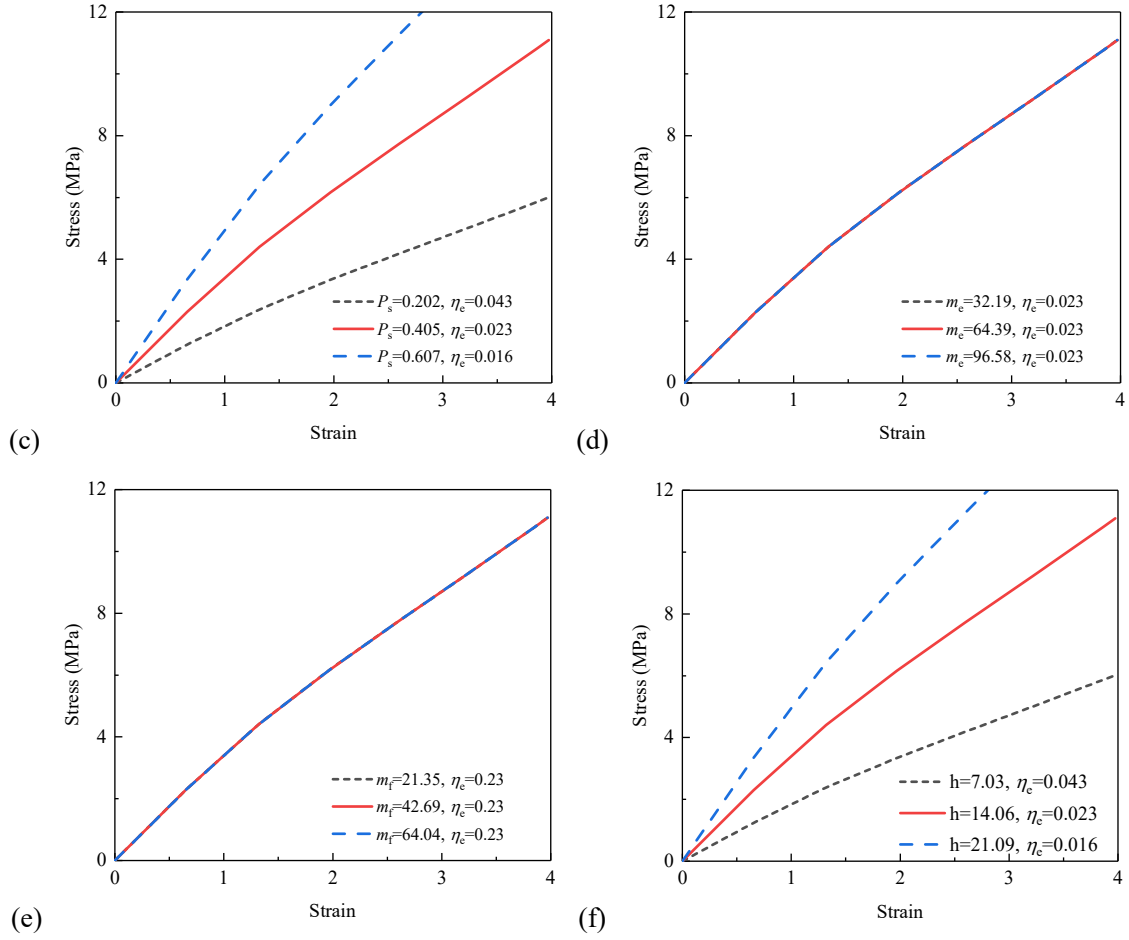 12
8
4
0
Stress (MPa)
Pₛ=0.202, ηₑ=0.043
Pₛ=0.405, ηₑ=0.023
Pₛ=0.607, ηₑ=0.016
0 1 2 3 4
Strain
(c)
12
8
4
0
Stress (MPa)
mₑ=32.19, ηₑ=0.023
mₑ=64.39, ηₑ=0.023
mₑ=96.58, ηₑ=0.023
0 1 2 3 4
Strain
(d)
12
8
4
0
Stress (MPa)
m_f=21.35, ηₑ=0.23
m_f=42.69, ηₑ=0.23
m_f=64.04, ηₑ=0.23
0 1 2 3 4
Strain
(e)
12
8
4
0
Stress (MPa)
h=7.03, ηₑ=0.043
h=14.06, ηₑ=0.023
h=21.09, ηₑ=0.016
0 1 2 3 4
Strain
(f)